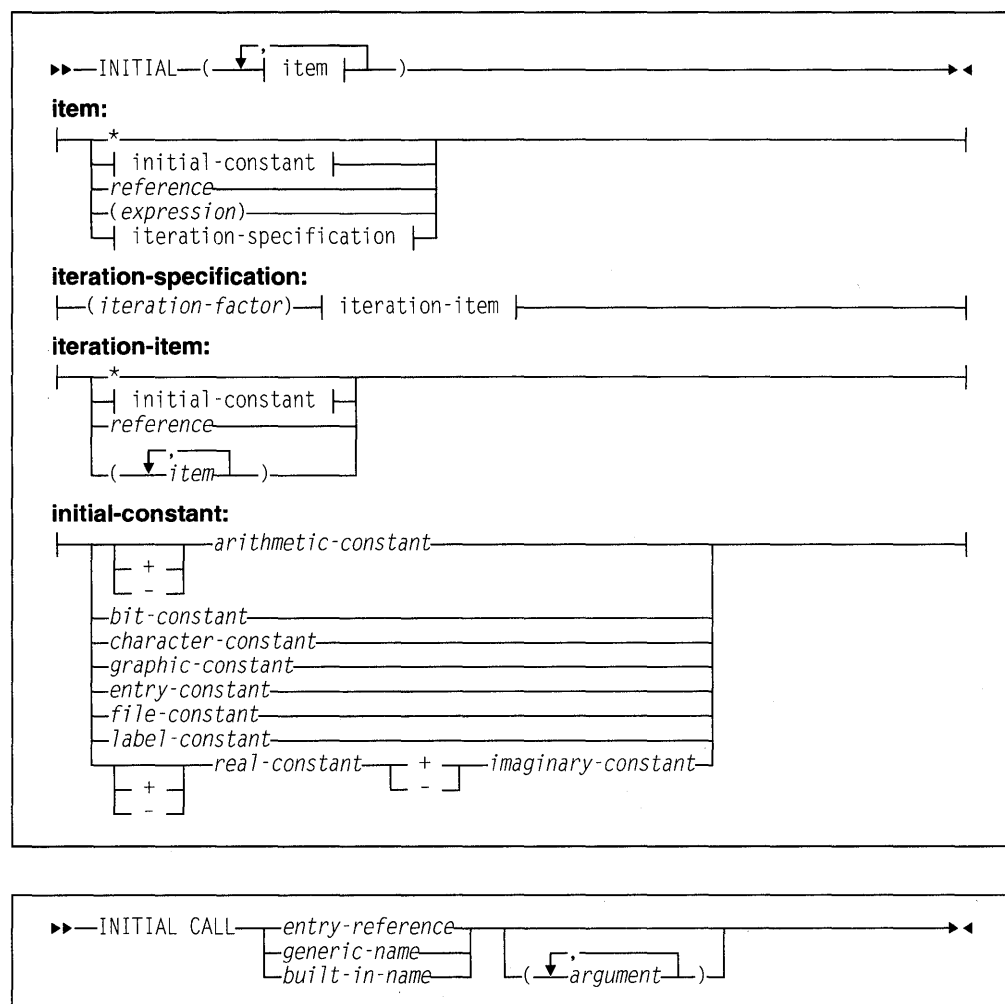 ,
INITIAL ( item )
item:
*
initial-constant
reference
(expression)
iteration-specification
iteration-specification:
(iteration-factor) iteration-item
iteration-item:
*
initial-constant
reference
,
( item )
initial-constant:
arithmetic-constant
+
-
bit-constant
character-constant
graphic-constant
entry-constant
file-constant
label-constant
real-constant + imaginary-constant
+ -
-
INITIAL CALL entry-reference
generic-name ,
built-in-name ( argument )